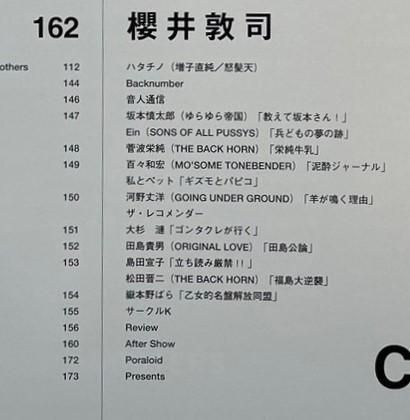 162 櫻井敦司
others 112 ハタチノ（増子直純／怒髪天）
144 Backnumber
146 音人通信
147 坂本慎太郎（ゆらゆら帝国）「教えて坂本さん！」
Ein（SONS OF ALL PUSSYS）「兵どもの夢の跡」
148 菅波栄純（THE BACK HORN）「栄純牛乳」
149 百々和宏（MO'SOME TONEBENDER）「泥酔ジャーナル」
私とペット「ギズモとパピコ」
150 河野丈洋（GOING UNDER GROUND）「羊が鳴く理由」
ザ・レコメンダー
151 大杉　漣「ゴンタクレが行く」
152 田島貴男（ORIGINAL LOVE）「田島公論」
153 島田宣子「立ち読み厳禁！！」
松田晋二（THE BACK HORN）「福島大逆襲」
154 嶽本野ばら「乙女的名盤解放同盟」
155 サークルK
156 Review
160 After Show
172 Poraloid
173 Presents
C